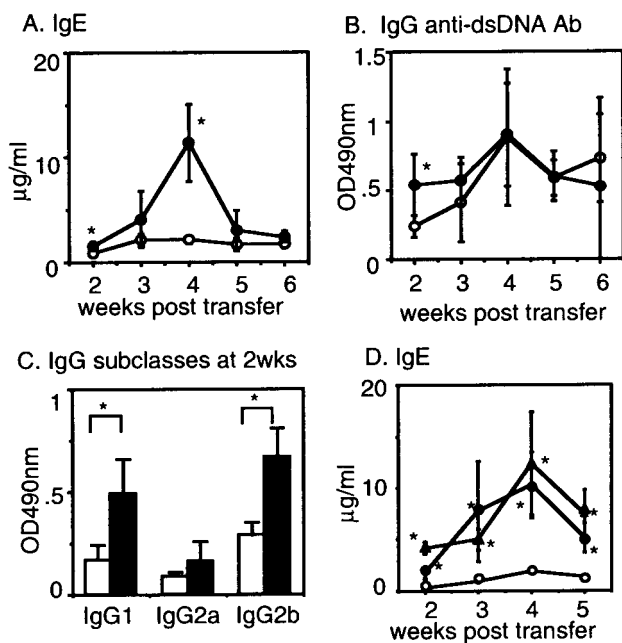 A. IgE
20
10
0
µg/ml
*
*
2 3 4 5 6
weeks post transfer
B. IgG anti-dsDNA Ab
1.5
1
0.5
0
OD490nm
*
2 3 4 5 6
weeks post transfer
C. IgG subclasses at 2wks
1
.5
0
OD490nm
*
*
IgG1 IgG2a IgG2b
D. IgE
20
10
0
µg/ml
*
*
*
*
*
*
*
*
2 3 4 5
weeks post transfer